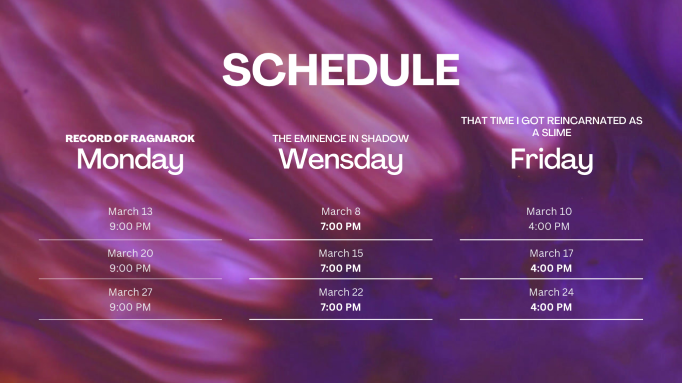 SCHEDULE
RECORD OF RAGNAROK
Monday
March 13
9:00 PM
March 20
9:00 PM
March 27
9:00 PM
THE EMINENCE IN SHADOW
Wensday
March 8
7:00 PM
March 15
7:00 PM
March 22
7:00 PM
THAT TIME I GOT REINCARNATED AS
A SLIME
Friday
March 10
4:00 PM
March 17
4:00 PM
March 24
4:00 PM